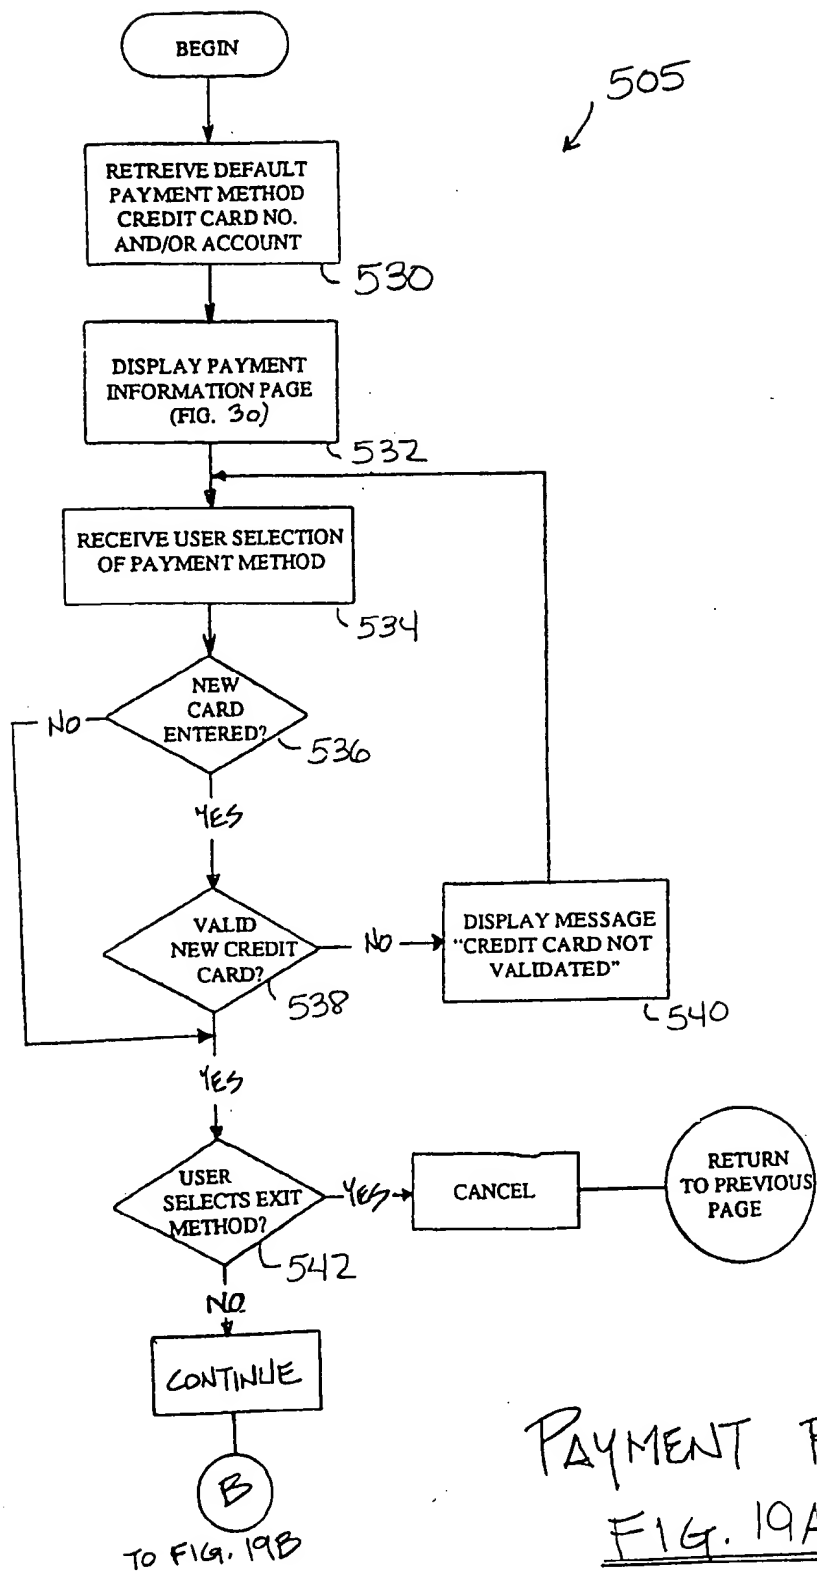 BEGIN
505
RETREIVE DEFAULT
PAYMENT METHOD
CREDIT CARD NO.
AND/OR ACCOUNT
530
DISPLAY PAYMENT
INFORMATION PAGE
(FIG. 30)
532
RECEIVE USER SELECTION
OF PAYMENT METHOD
534
NEW
CARD
ENTERED?
NO
536
YES
VALID
NEW CREDIT
CARD?
NO
538
DISPLAY MESSAGE
"CREDIT CARD NOT
VALIDATED"
540
YES
USER
SELECTS EXIT
METHOD?
YES
542
CANCEL
RETURN
TO PREVIOUS
PAGE
NO
CONTINUE
B
TO FIG. 19B
PAYMENT
FIG. 19A